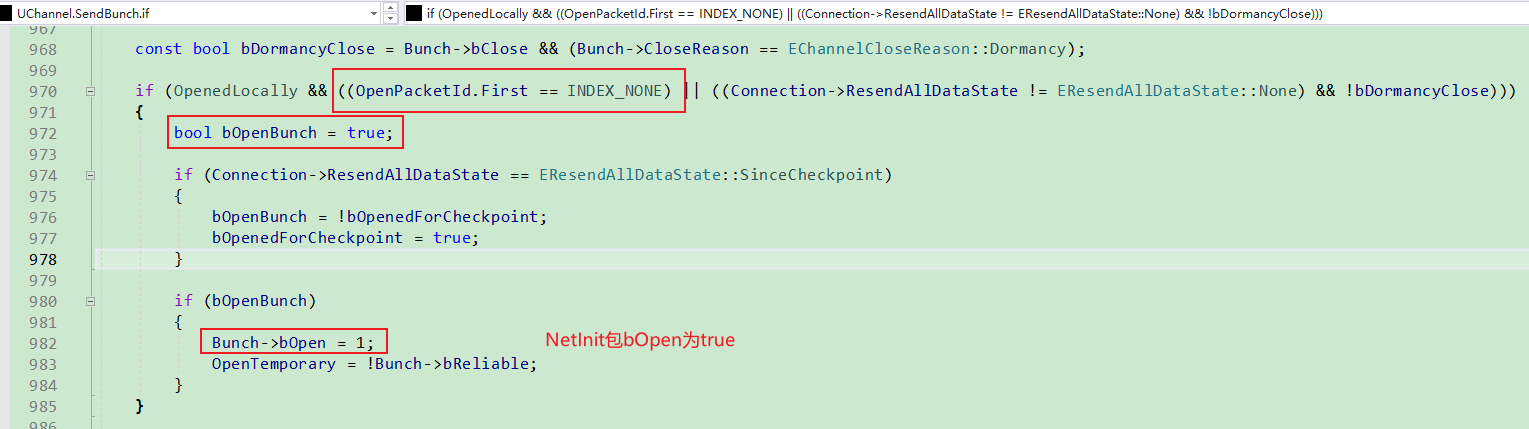 UChannel.SendBunch.if
if (OpenedLocally && ((OpenPacketId.First == INDEX_NONE) || ((Connection->ResendAllDataState != EResendAllDataState::None) && !bDormancyClose)))
967
968 const bool bDormancyClose = Bunch->bClose && (Bunch->CloseReason == EChannelCloseReason::Dormancy);
969
970 if (OpenedLocally && ((OpenPacketId.First == INDEX_NONE) || ((Connection->ResendAllDataState != EResendAllDataState::None) && !bDormancyClose)))
971 {
972 bool bOpenBunch = true;
973
974 if (Connection->ResendAllDataState == EResendAllDataState::SinceCheckpoint)
975 {
976 bOpenBunch = !bOpenedForCheckpoint;
977 bOpenedForCheckpoint = true;
978 }
979
980 if (bOpenBunch)
981 {
982 Bunch->bOpen = 1; NetInit包bOpen为true
983 OpenTemporary = !Bunch->bReliable;
984 }
985 }
986